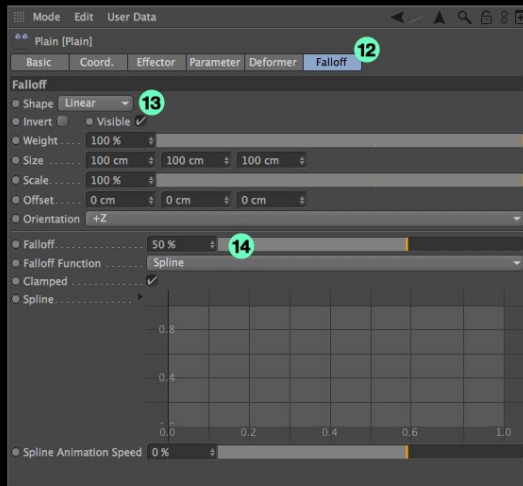 Mode Edit User Data
Plain [Plain]
Basic Coord. Effector Parameter Deformer Falloff 12
Falloff
Shape Linear 13
Invert Visible
Weight .... 100 %
Size ...... 100 cm 100 cm 100 cm
Scale...... 100 %
Offset..... 0 cm 0 cm 0 cm
Orientation +Z
Falloff............... 50 % 14
Falloff Function ...... Spline
Clamped ............
Spline..............
0.8
0.4
0.0 0.2 0.4 0.6 1.0
Spline Animation Speed 0 %